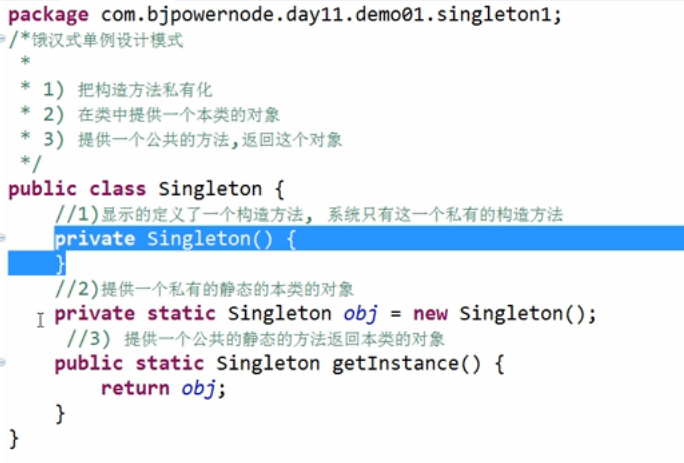 package com.bjpowernode.day11.demo01.singleton1;
/*饿汉式单例设计模式
 *
 * 1) 把构造方法私有化
 * 2) 在类中提供一个本类的对象
 * 3) 提供一个公共的方法,返回这个对象
 */
public class Singleton {
    //1)显示的定义了一个构造方法, 系统只有这一个私有的构造方法
    private Singleton() {
    }
    //2)提供一个私有的静态的本类的对象
    private static Singleton obj = new Singleton();
     //3) 提供一个公共的静态的方法返回本类的对象
    public static Singleton getInstance() {
        return obj;
    }
}